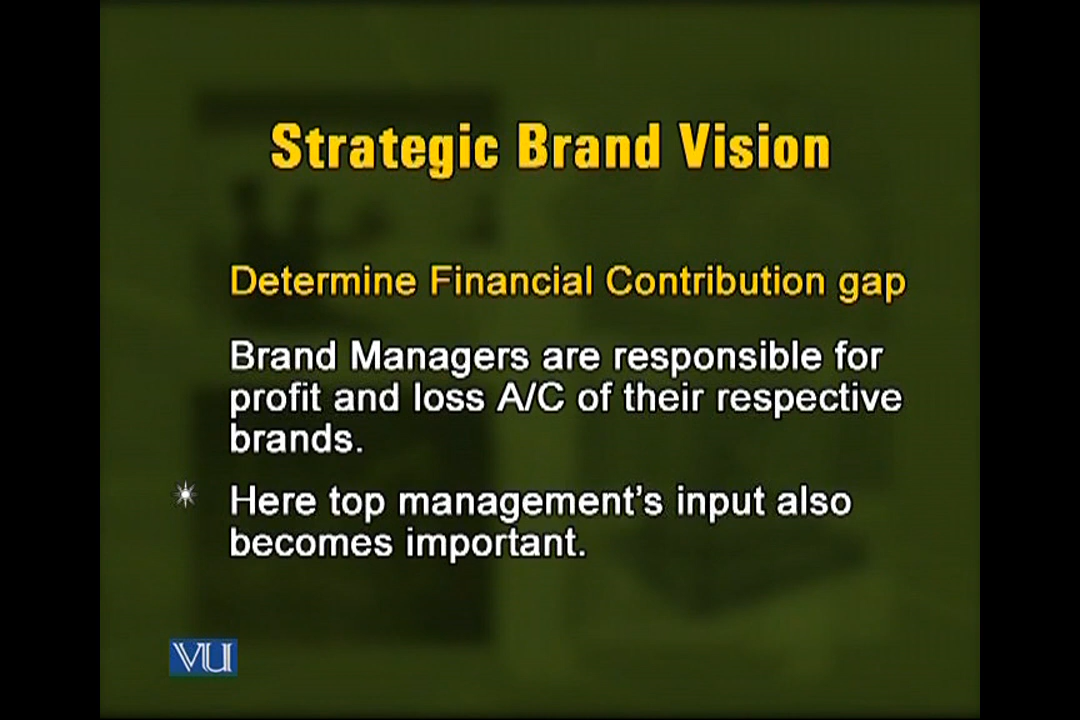 Strategic Brand Vision
Determine Financial Contribution gap
Brand Managers are responsible for
profit and loss A/C of their respective
brands.
Here top management's input also
becomes important.
VU